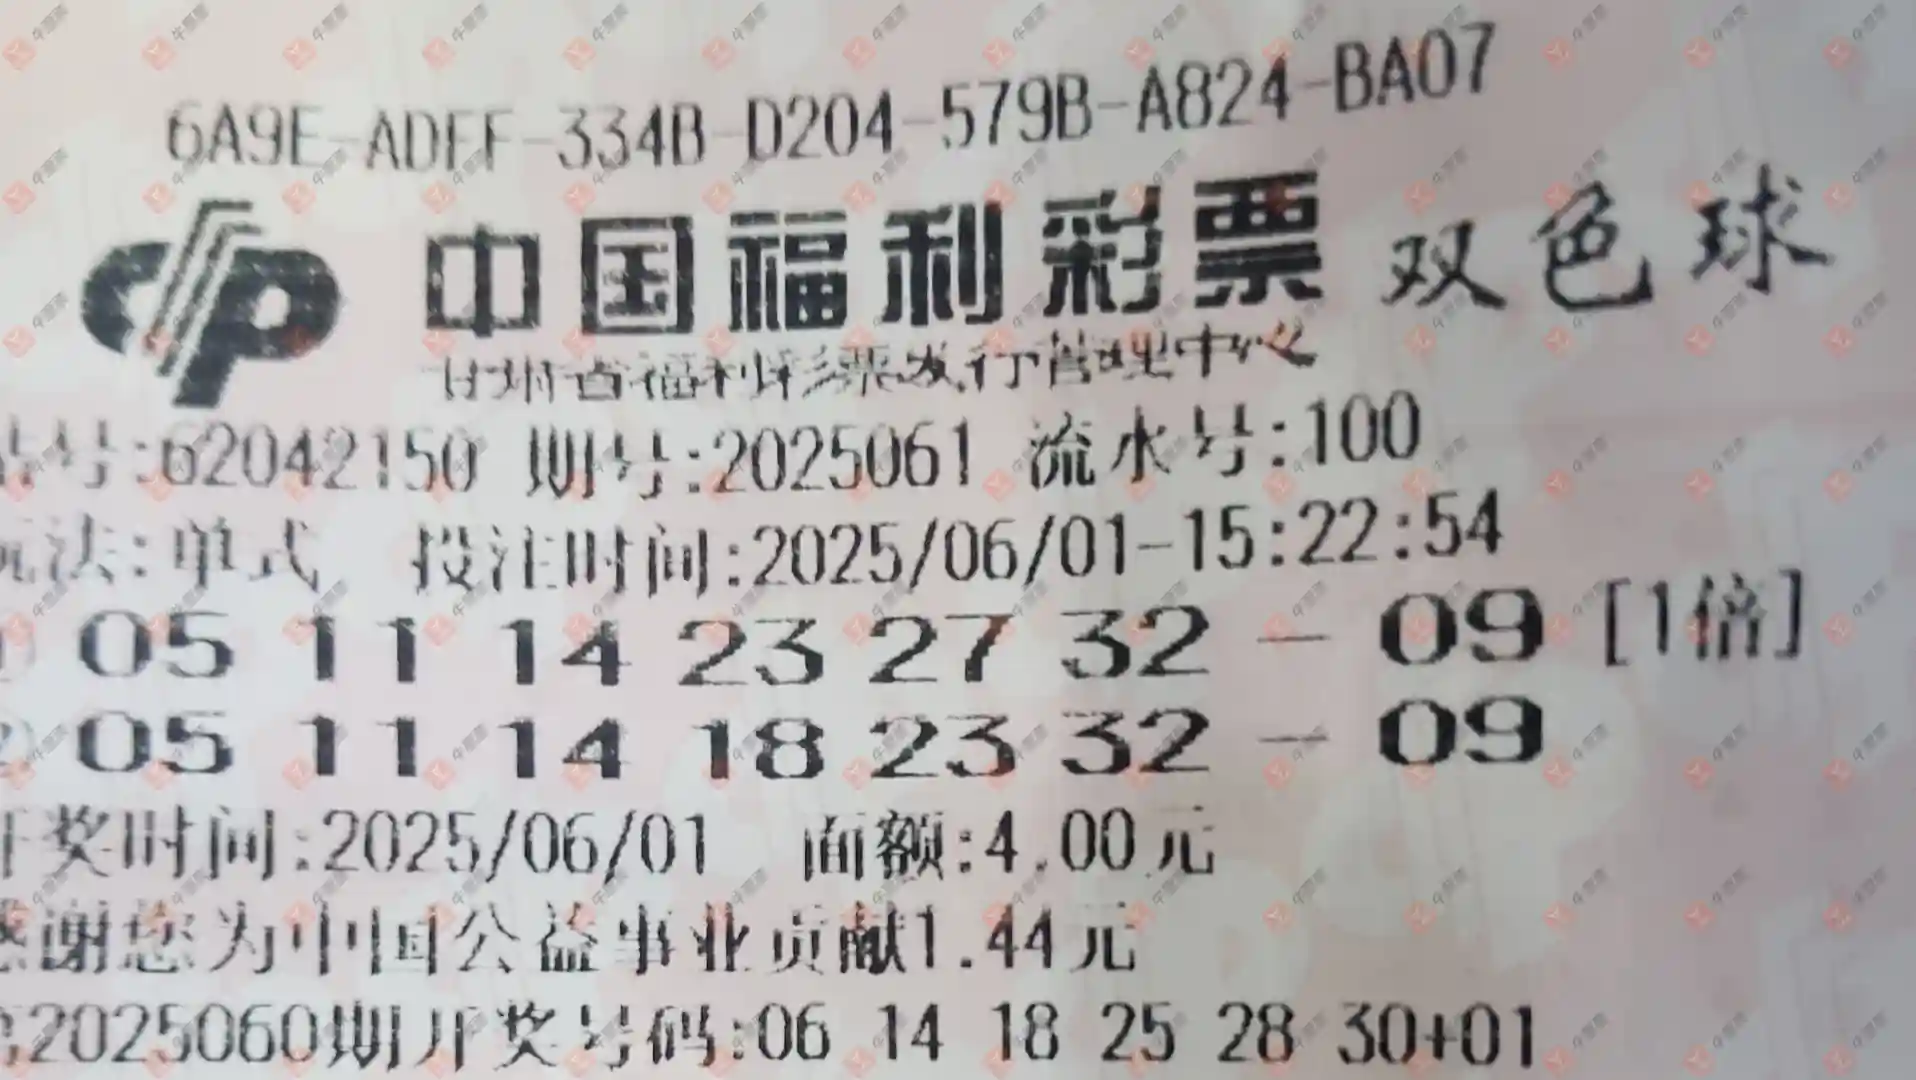 6A9E-ADFF-334B-D204-579B-A824-BA07
中国福利彩票 双色球
甘肃省福利彩票发行管理中心
站号:62042150 期号:2025061 流水号:100
玩法:单式 投注时间:2025/06/01-15:22:54
① 05 11 14 23 27 32 - 09 [1倍]
② 05 11 14 18 23 32 - 09
开奖时间:2025/06/01 面额:4.00元
感谢您为中国公益事业贡献1.44元
2025060期开奖号码:06 14 18 25 28 30+01